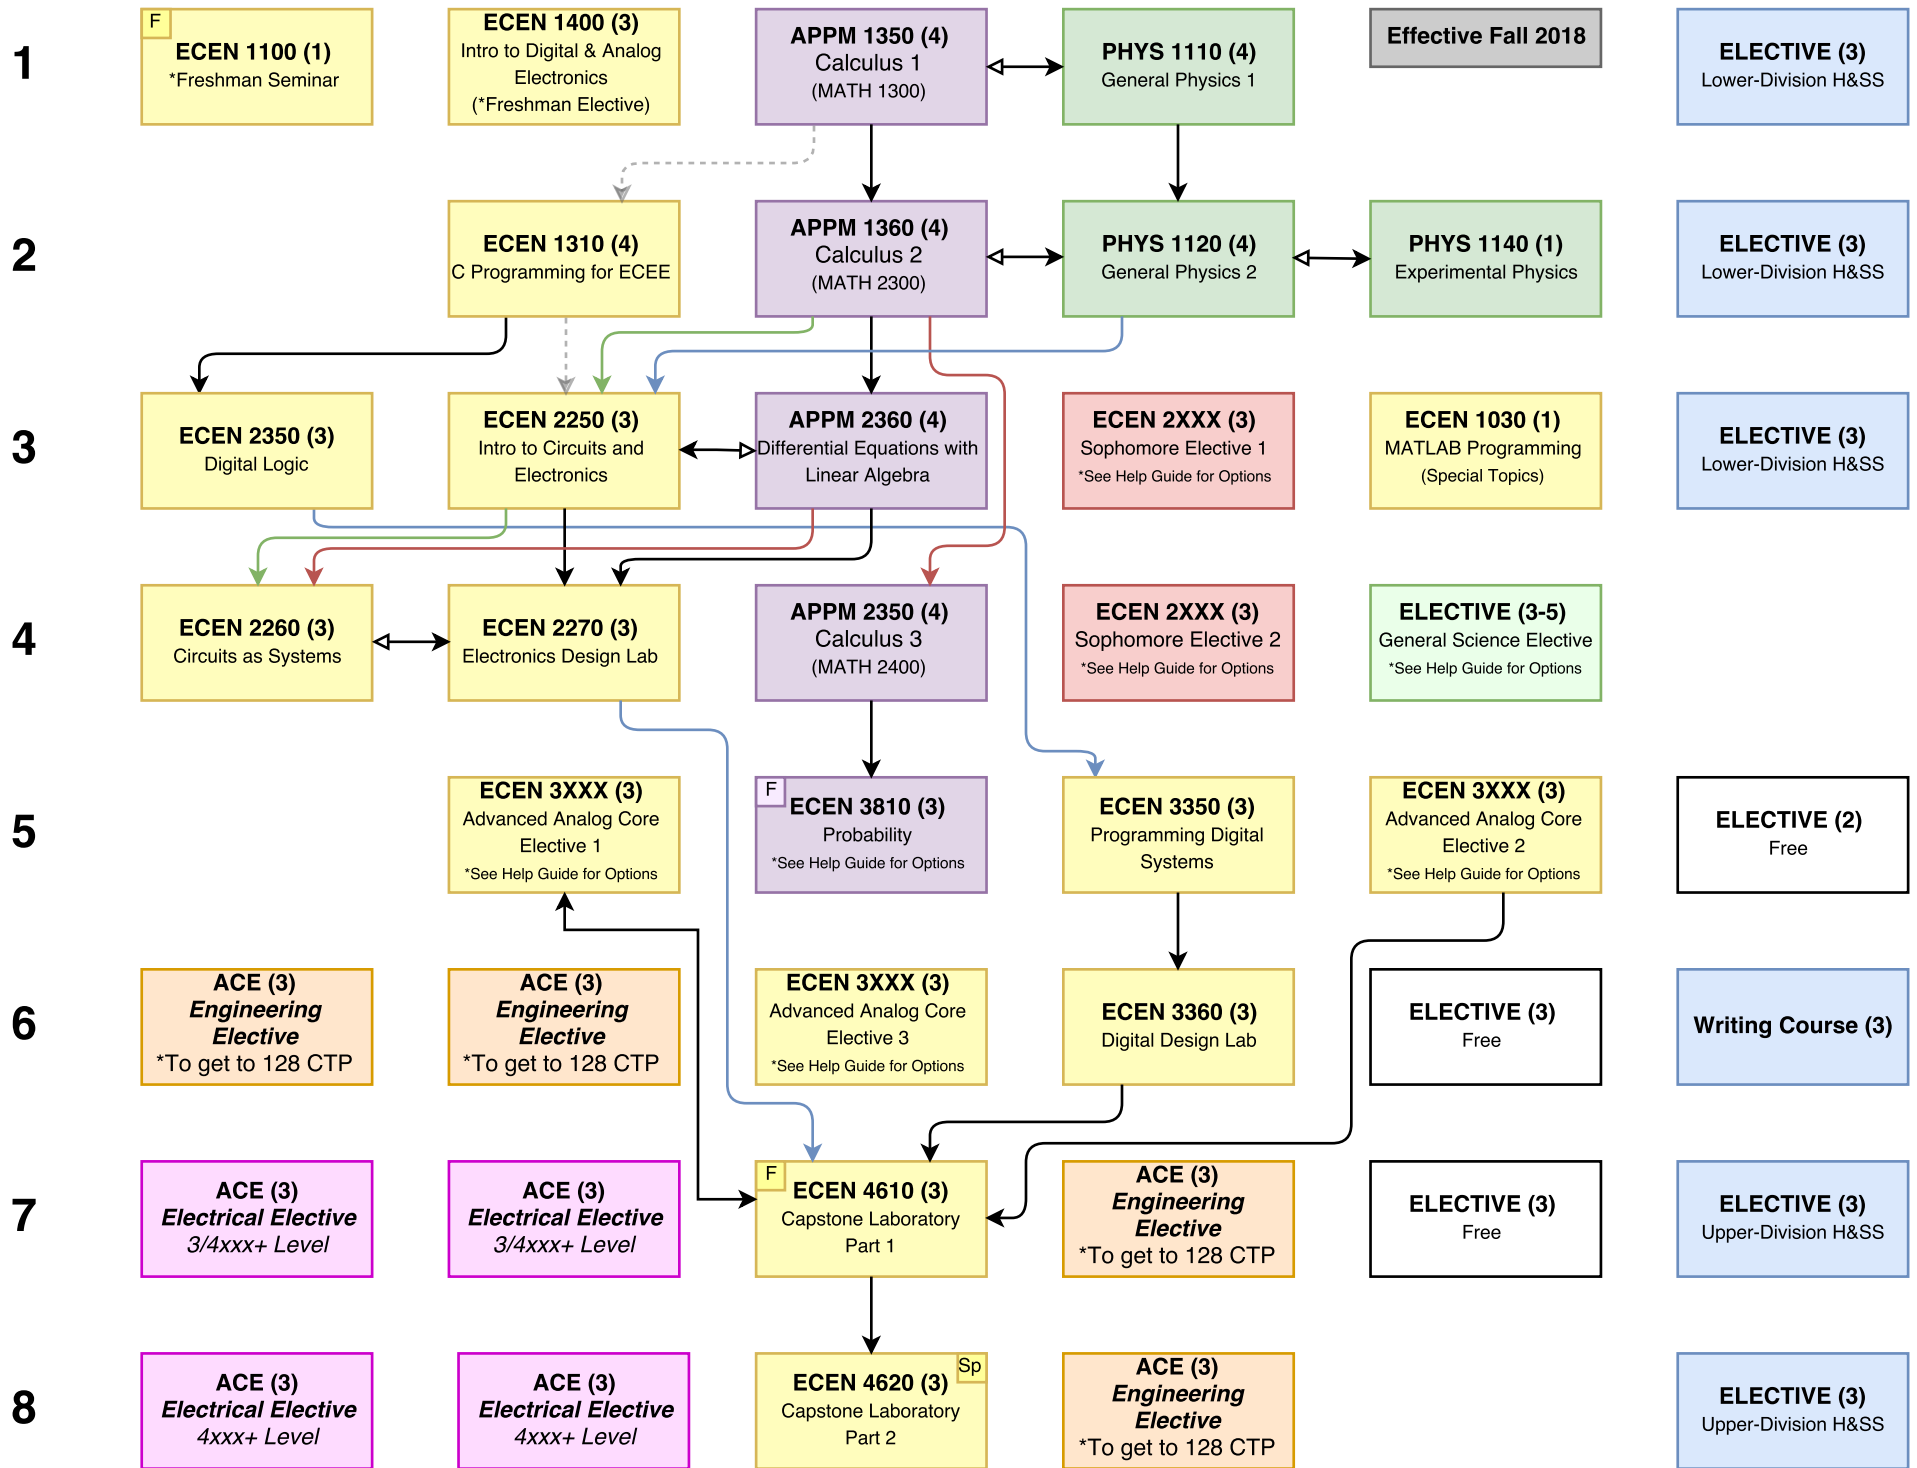 1
F
ECEN 1100 (1)
*Freshman Seminar
ECEN 1400 (3)
Intro to Digital & Analog
Electronics
(*Freshman Elective)
APPM 1350 (4)
Calculus 1
(MATH 1300)
PHYS 1110 (4)
General Physics 1
Effective Fall 2018
ELECTIVE (3)
Lower-Division H&SS
2
ECEN 1310 (4)
C Programming for ECEE
APPM 1360 (4)
Calculus 2
(MATH 2300)
PHYS 1120 (4)
General Physics 2
PHYS 1140 (1)
Experimental Physics
ELECTIVE (3)
Lower-Division H&SS
3
ECEN 2350 (3)
Digital Logic
ECEN 2250 (3)
Intro to Circuits and
Electronics
APPM 2360 (4)
Differential Equations with
Linear Algebra
ECEN 2XXX (3)
Sophomore Elective 1
*See Help Guide for Options
ECEN 1030 (1)
MATLAB Programming
(Special Topics)
ELECTIVE (3)
Lower-Division H&SS
4
ECEN 2260 (3)
Circuits as Systems
ECEN 2270 (3)
Electronics Design Lab
APPM 2350 (4)
Calculus 3
(MATH 2400)
ECEN 2XXX (3)
Sophomore Elective 2
*See Help Guide for Options
ELECTIVE (3-5)
General Science Elective
*See Help Guide for Options
5
ECEN 3XXX (3)
Advanced Analog Core
Elective 1
*See Help Guide for Options
F
ECEN 3810 (3)
Probability
*See Help Guide for Options
ECEN 3350 (3)
Programming Digital
Systems
ECEN 3XXX (3)
Advanced Analog Core
Elective 2
*See Help Guide for Options
ELECTIVE (2)
Free
6
ACE (3)
Engineering
Elective
*To get to 128 CTP
ACE (3)
Engineering
Elective
*To get to 128 CTP
ECEN 3XXX (3)
Advanced Analog Core
Elective 3
*See Help Guide for Options
ECEN 3360 (3)
Digital Design Lab
ELECTIVE (3)
Free
Writing Course (3)
7
ACE (3)
Electrical Elective
3/4xxx+ Level
ACE (3)
Electrical Elective
3/4xxx+ Level
F
ECEN 4610 (3)
Capstone Laboratory
Part 1
ACE (3)
Engineering
Elective
*To get to 128 CTP
ELECTIVE (3)
Free
ELECTIVE (3)
Upper-Division H&SS
8
ACE (3)
Electrical Elective
4xxx+ Level
ACE (3)
Electrical Elective
4xxx+ Level
Sp
ECEN 4620 (3)
Capstone Laboratory
Part 2
ACE (3)
Engineering
Elective
*To get to 128 CTP
ELECTIVE (3)
Upper-Division H&SS